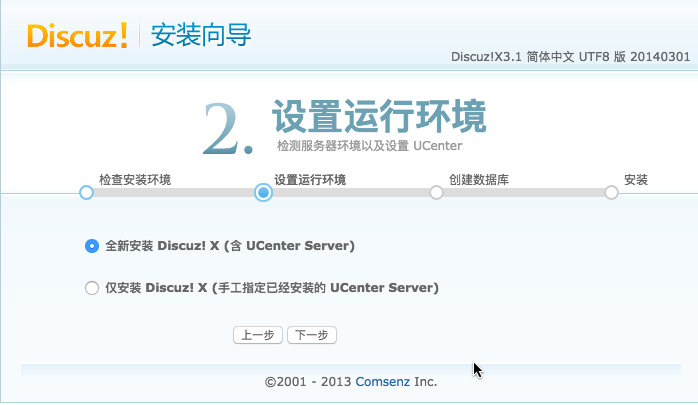 Discuz! 安装向导
Discuz!X3.1 简体中文 UTF8 版 20140301
2. 设置运行环境
检测服务器环境以及设置 UCenter
检查安装环境 设置运行环境 创建数据库 安装
全新安装 Discuz! X (含 UCenter Server)
仅安装 Discuz! X (手工指定已经安装的 UCenter Server)
上一步 下一步
©2001 - 2013 Comsenz Inc.